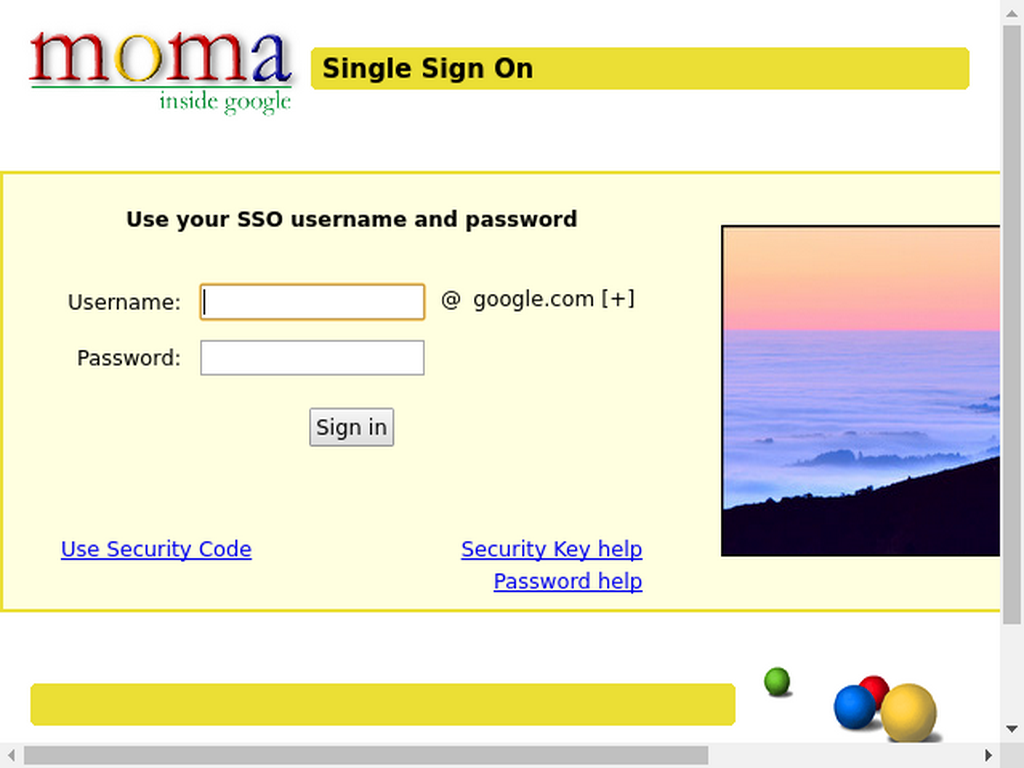 moma
inside google
Single Sign On
Use your SSO username and password
Username: @ google.com [+]
Password:
Sign in
Use Security Code
Security Key help
Password help